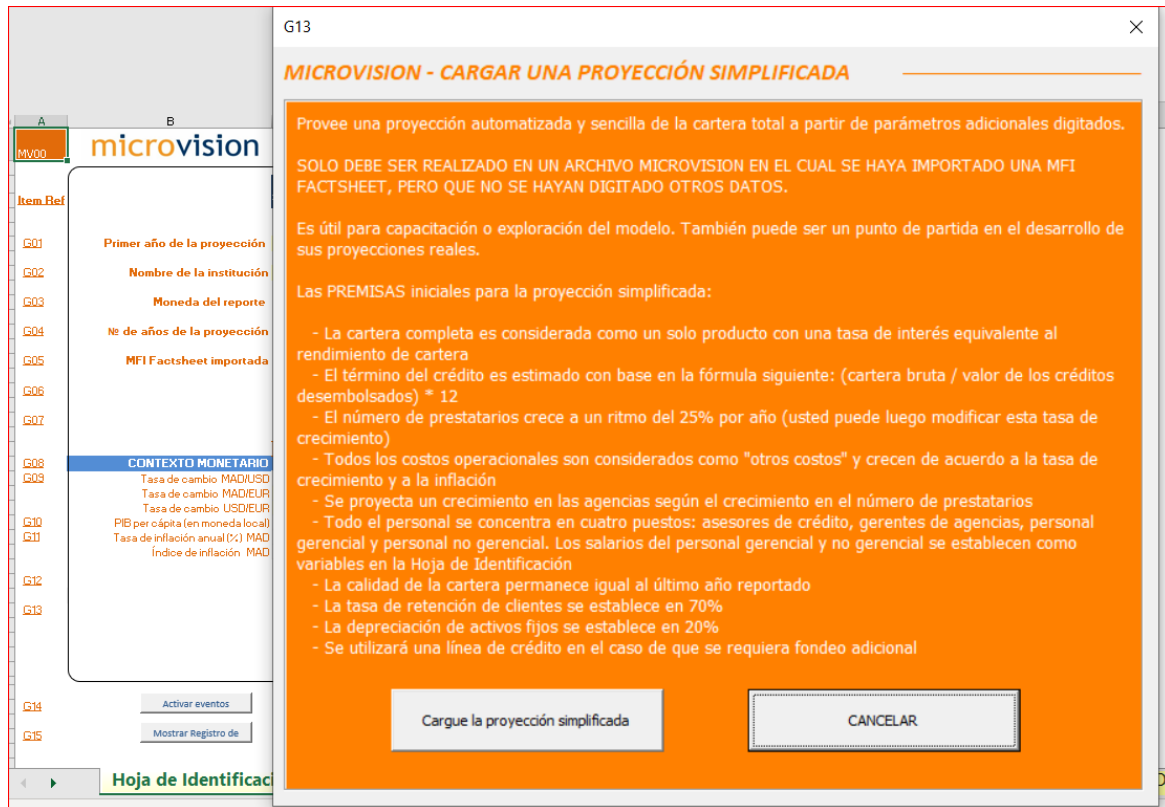 G13
MICROVISION - CARGAR UNA PROYECCIÓN SIMPLIFICADA
Provee una proyección automatizada y sencilla de la cartera total a partir de parámetros adicionales digitados.
SOLO DEBE SER REALIZADO EN UN ARCHIVO MICROVISION EN EL CUAL SE HAYA IMPORTADO UNA MFI
FACTSHEET, PERO QUE NO SE HAYAN DIGITADO OTROS DATOS.
Es útil para capacitación o exploración del modelo. También puede ser un punto de partida en el desarrollo de
sus proyecciones reales.
Las PREMISAS iniciales para la proyección simplificada:
- La cartera completa es considerada como un solo producto con una tasa de interés equivalente al
rendimiento de cartera
- El término del crédito es estimado con base en la fórmula siguiente: (cartera bruta / valor de los créditos
desembolsados) * 12
- El número de prestatarios crece a un ritmo del 25% por año (usted puede luego modificar esta tasa de
crecimiento)
- Todos los costos operacionales son considerados como "otros costos" y crecen de acuerdo a la tasa de
crecimiento y a la inflación
- Se proyecta un crecimiento en las agencias según el crecimiento en el número de prestatarios
- Todo el personal se concentra en cuatro puestos: asesores de crédito, gerentes de agencias, personal
gerencial y personal no gerencial. Los salarios del personal gerencial y no gerencial se establecen como
variables en la Hoja de Identificación
- La calidad de la cartera permanece igual al último año reportado
- La tasa de retención de clientes se establece en 70%
- La depreciación de activos fijos se establece en 20%
- Se utilizará una línea de crédito en el caso de que se requiera fondeo adicional
Cargue la proyección simplificada
CANCELAR
A B
MV00 microvision
Item Ref
G01 Primer año de la proyección
G02 Nombre de la institución
G03 Moneda del reporte
G04 Nº de años de la proyección
G05 MFI Factsheet importada
G06
G07
G08 CONTEXTO MONETARIO
G09 Tasa de cambio MAD/USD
Tasa de cambio MAD/EUR
Tasa de cambio USD/EUR
G10 PIB per cápita (en moneda local)
G11 Tasa de inflación anual (%) MAD
Índice de inflación MAD
G12
G13
G14 Activar eventos
G15 Mostrar Registro de
Hoja de Identificaci